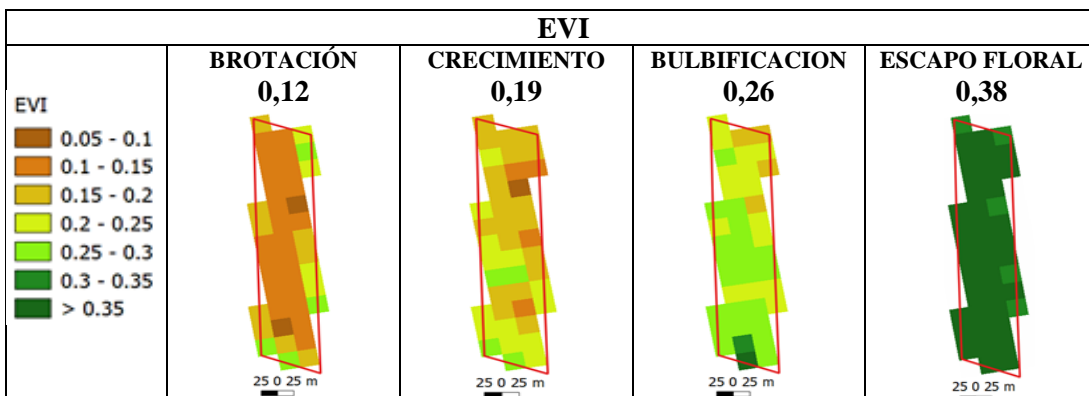 EVI
BROTACIÓN
0,12
CRECIMIENTO
0,19
BULBIFICACION
0,26
ESCAPO FLORAL
0,38
EVI
0.05 - 0.1
0.1 - 0.15
0.15 - 0.2
0.2 - 0.25
0.25 - 0.3
0.3 - 0.35
> 0.35
25 0 25 m
25 0 25 m
25 0 25 m
25 0 25 m